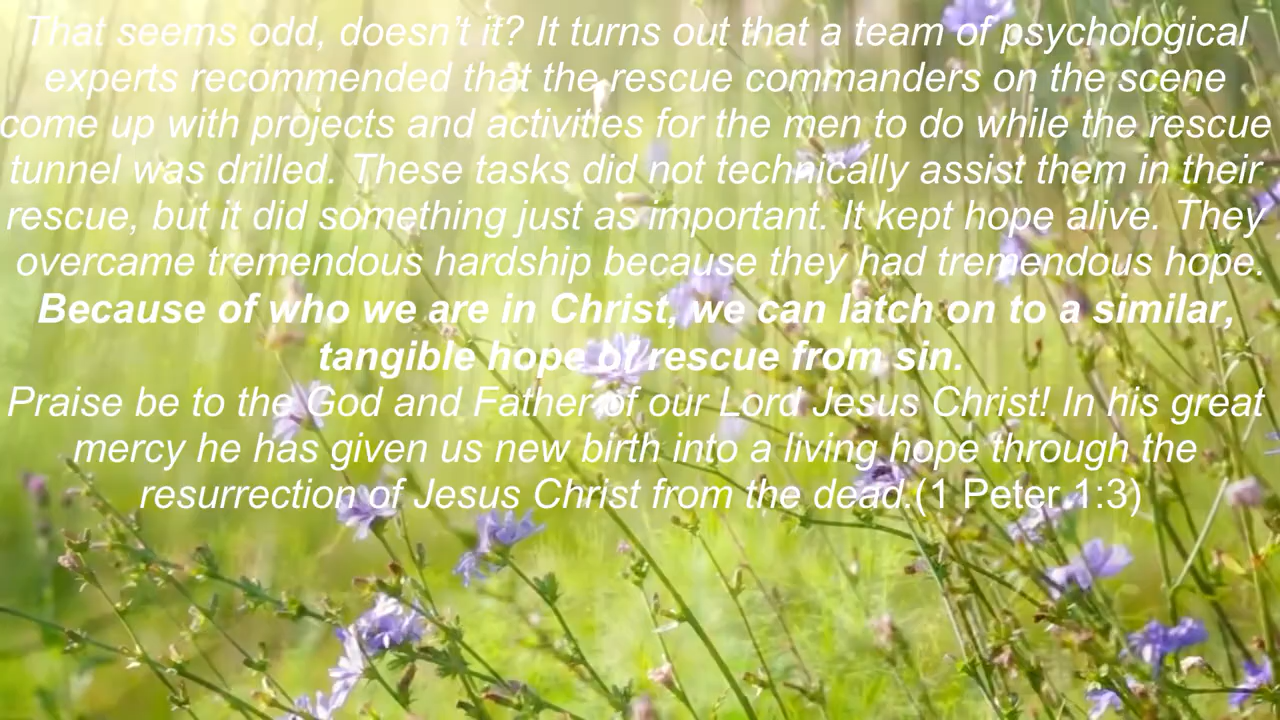 That seems odd, doesn’t it? It turns out that a team of psychological
experts recommended that the rescue commanders on the scene
come up with projects and activities for the men to do while the rescue
tunnel was drilled. These tasks did not technically assist them in their
rescue, but it did something just as important. It kept hope alive. They
overcame tremendous hardship because they had tremendous hope.
Because of who we are in Christ, we can latch on to a similar,
tangible hope of rescue from sin.
Praise be to the God and Father of our Lord Jesus Christ! In his great
mercy he has given us new birth into a living hope through the
resurrection of Jesus Christ from the dead.(1 Peter 1:3)